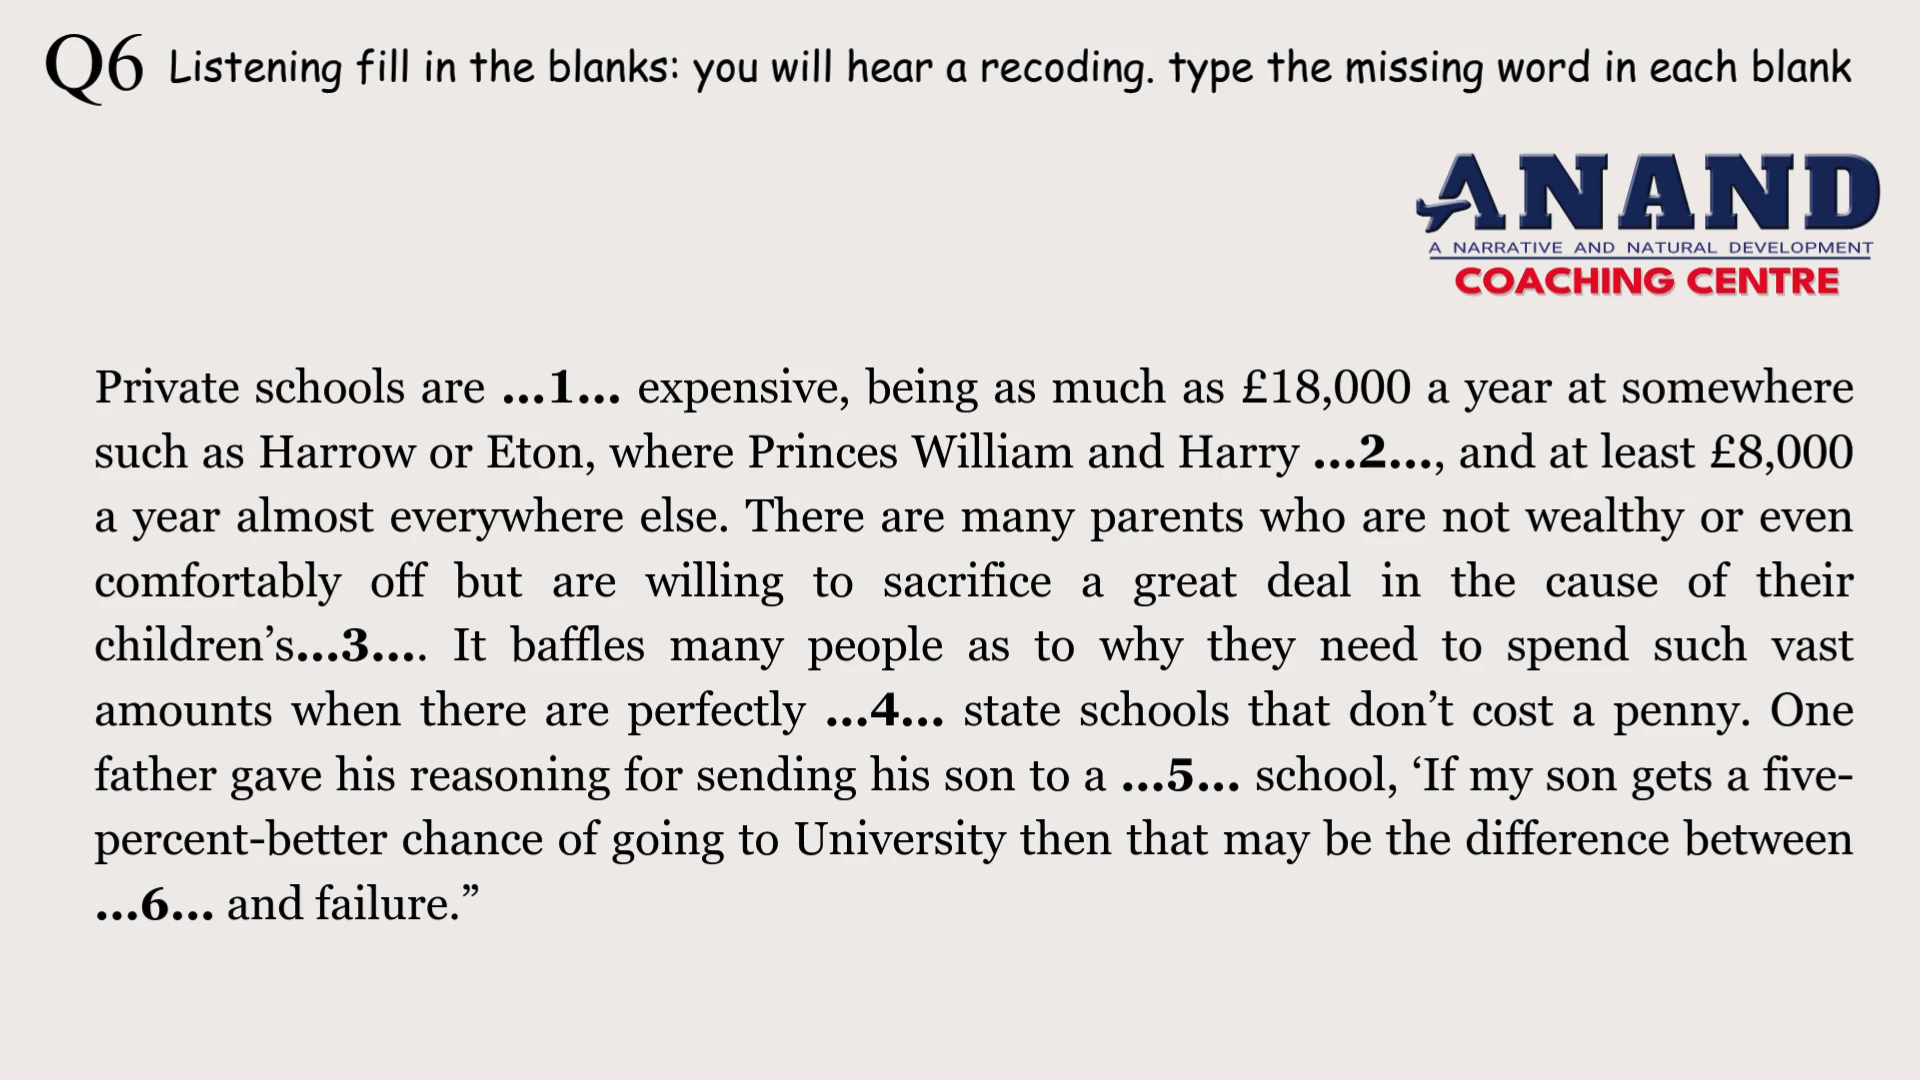 Q6 Listening fill in the blanks: you will hear a recoding. type the missing word in each blank
ANAND
A NARRATIVE AND NATURAL DEVELOPMENT
COACHING CENTRE
Private schools are ...1... expensive, being as much as £18,000 a year at somewhere
such as Harrow or Eton, where Princes William and Harry ...2..., and at least £8,000
a year almost everywhere else. There are many parents who are not wealthy or even
comfortably off but are willing to sacrifice a great deal in the cause of their
children’s...3.... It baffles many people as to why they need to spend such vast
amounts when there are perfectly ...4... state schools that don’t cost a penny. One
father gave his reasoning for sending his son to a ...5... school, ‘If my son gets a five-
percent-better chance of going to University then that may be the difference between
...6... and failure.”